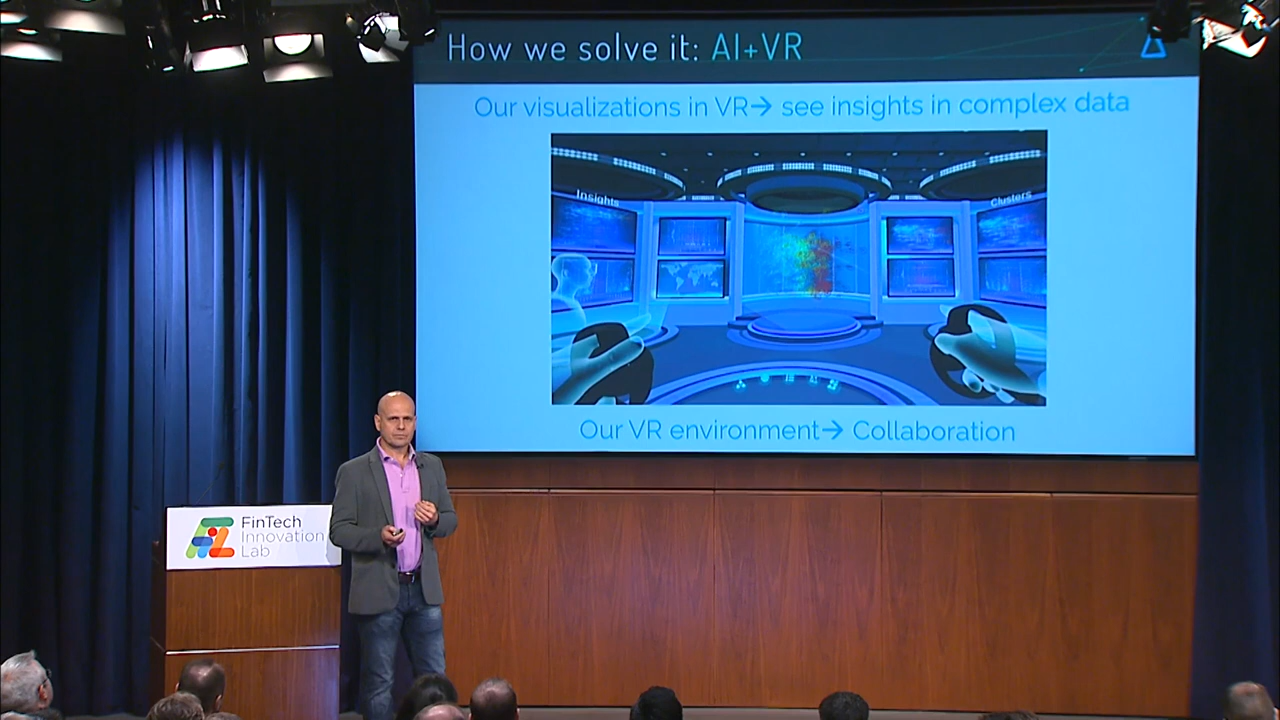 How we solve it: AI+VR
Our visualizations in VR→ see insights in complex data
Insights
Clusters
Our VR environment→ Collaboration
FinTech
Innovation
Lab